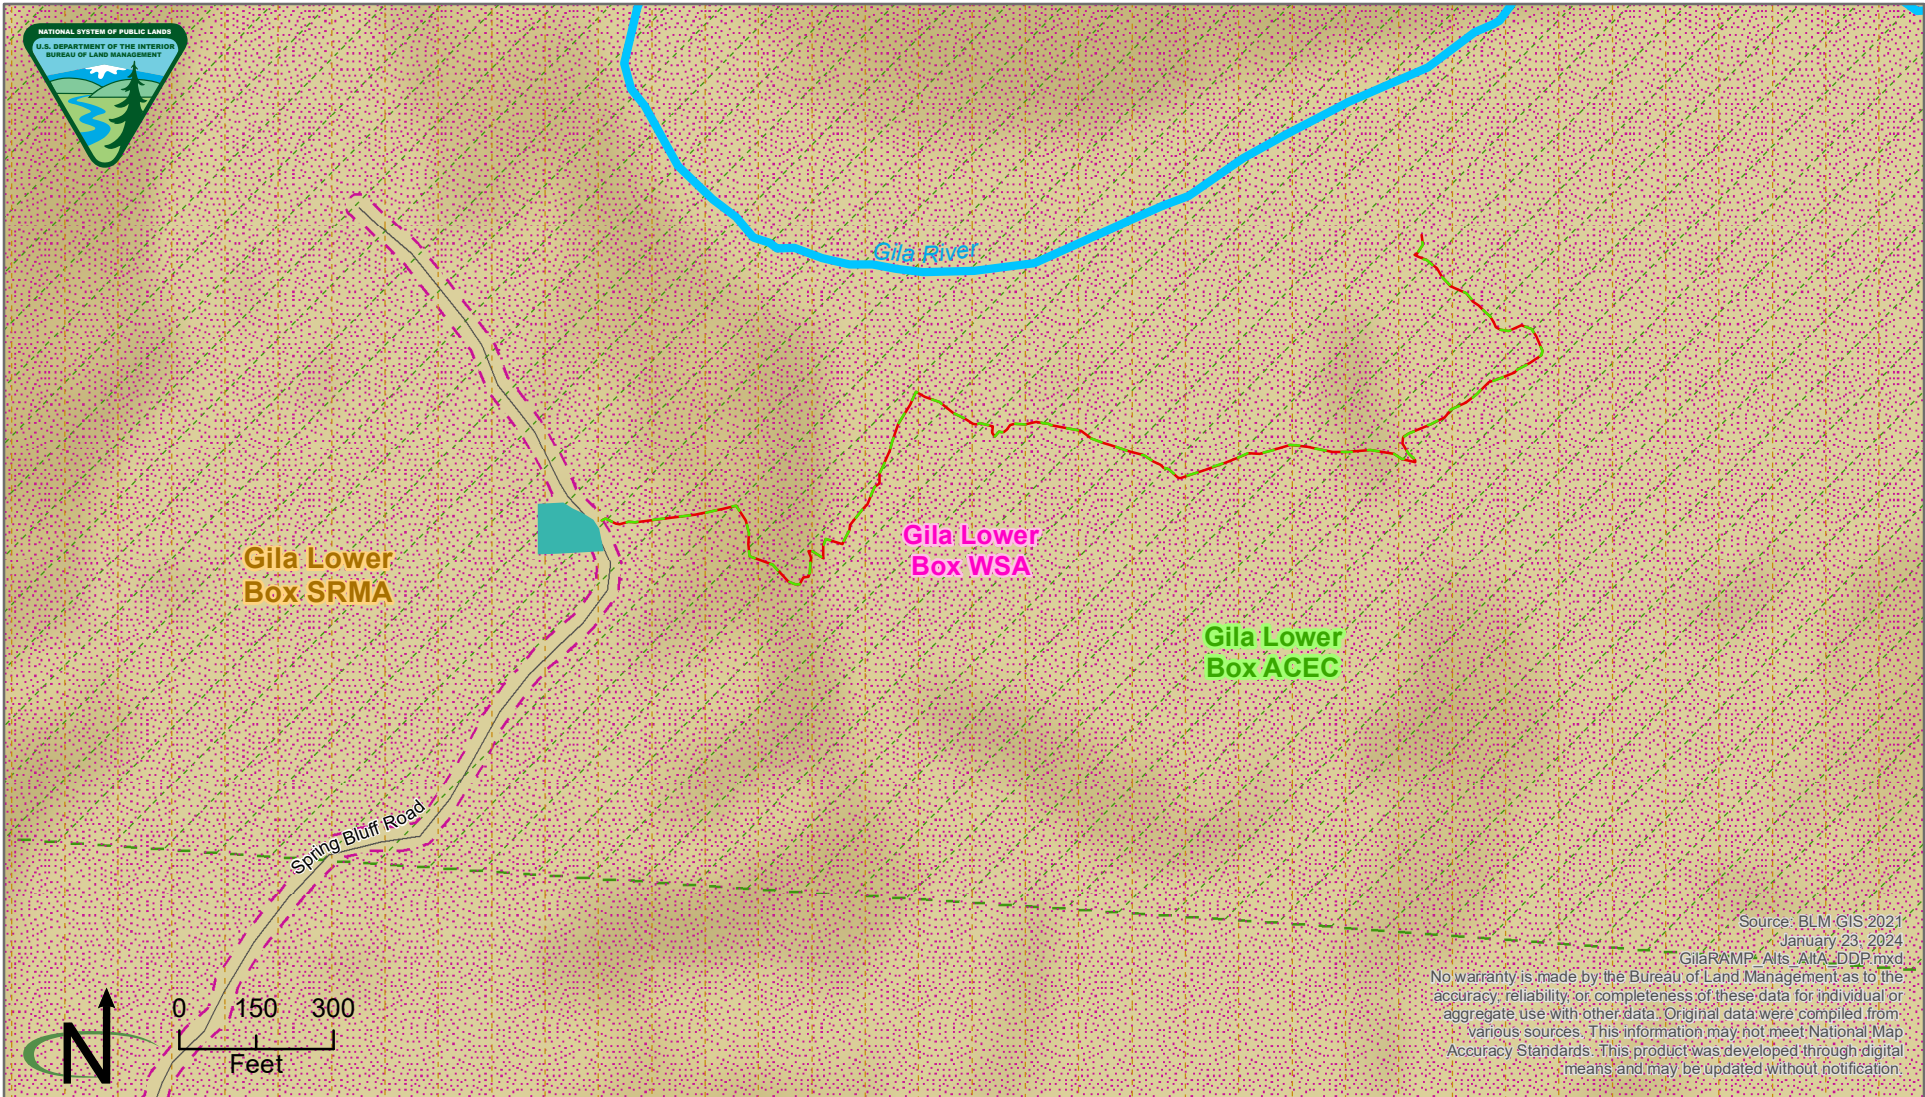 NATIONAL SYSTEM OF PUBLIC LANDS
U.S. DEPARTMENT OF THE INTERIOR
BUREAU OF LAND MANAGEMENT
Gila River
Gila Lower
Box SRMA
Gila Lower
Box WSA
Gila Lower
Box ACEC
Spring Bluff Road
N
0 150 300
Feet
Source: BLM GIS 2021
January 23, 2024
GilaRAMP_Alts_AltA_DDP.mxd
No warranty is made by the Bureau of Land Management as to the
accuracy, reliability, or completeness of these data for individual or
aggregate use with other data. Original data were compiled from
various sources. This information may not meet National Map
Accuracy Standards. This product was developed through digital
means and may be updated without notification.